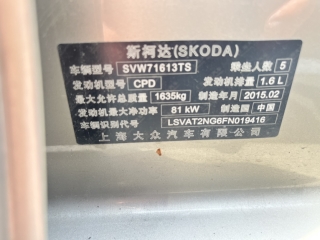 斯柯达(SKODA)
车辆型号 SVW71613TS 乘坐人数 5
发动机型号 CPD 发动机排量 1.6 L
最大允许总质量 1635kg 制造年月 2015.02
发动机最大净功率 81 kW 制造国 中国
车辆识别代号 LSVAT2NG6FN019416
上海大众汽车有限公司